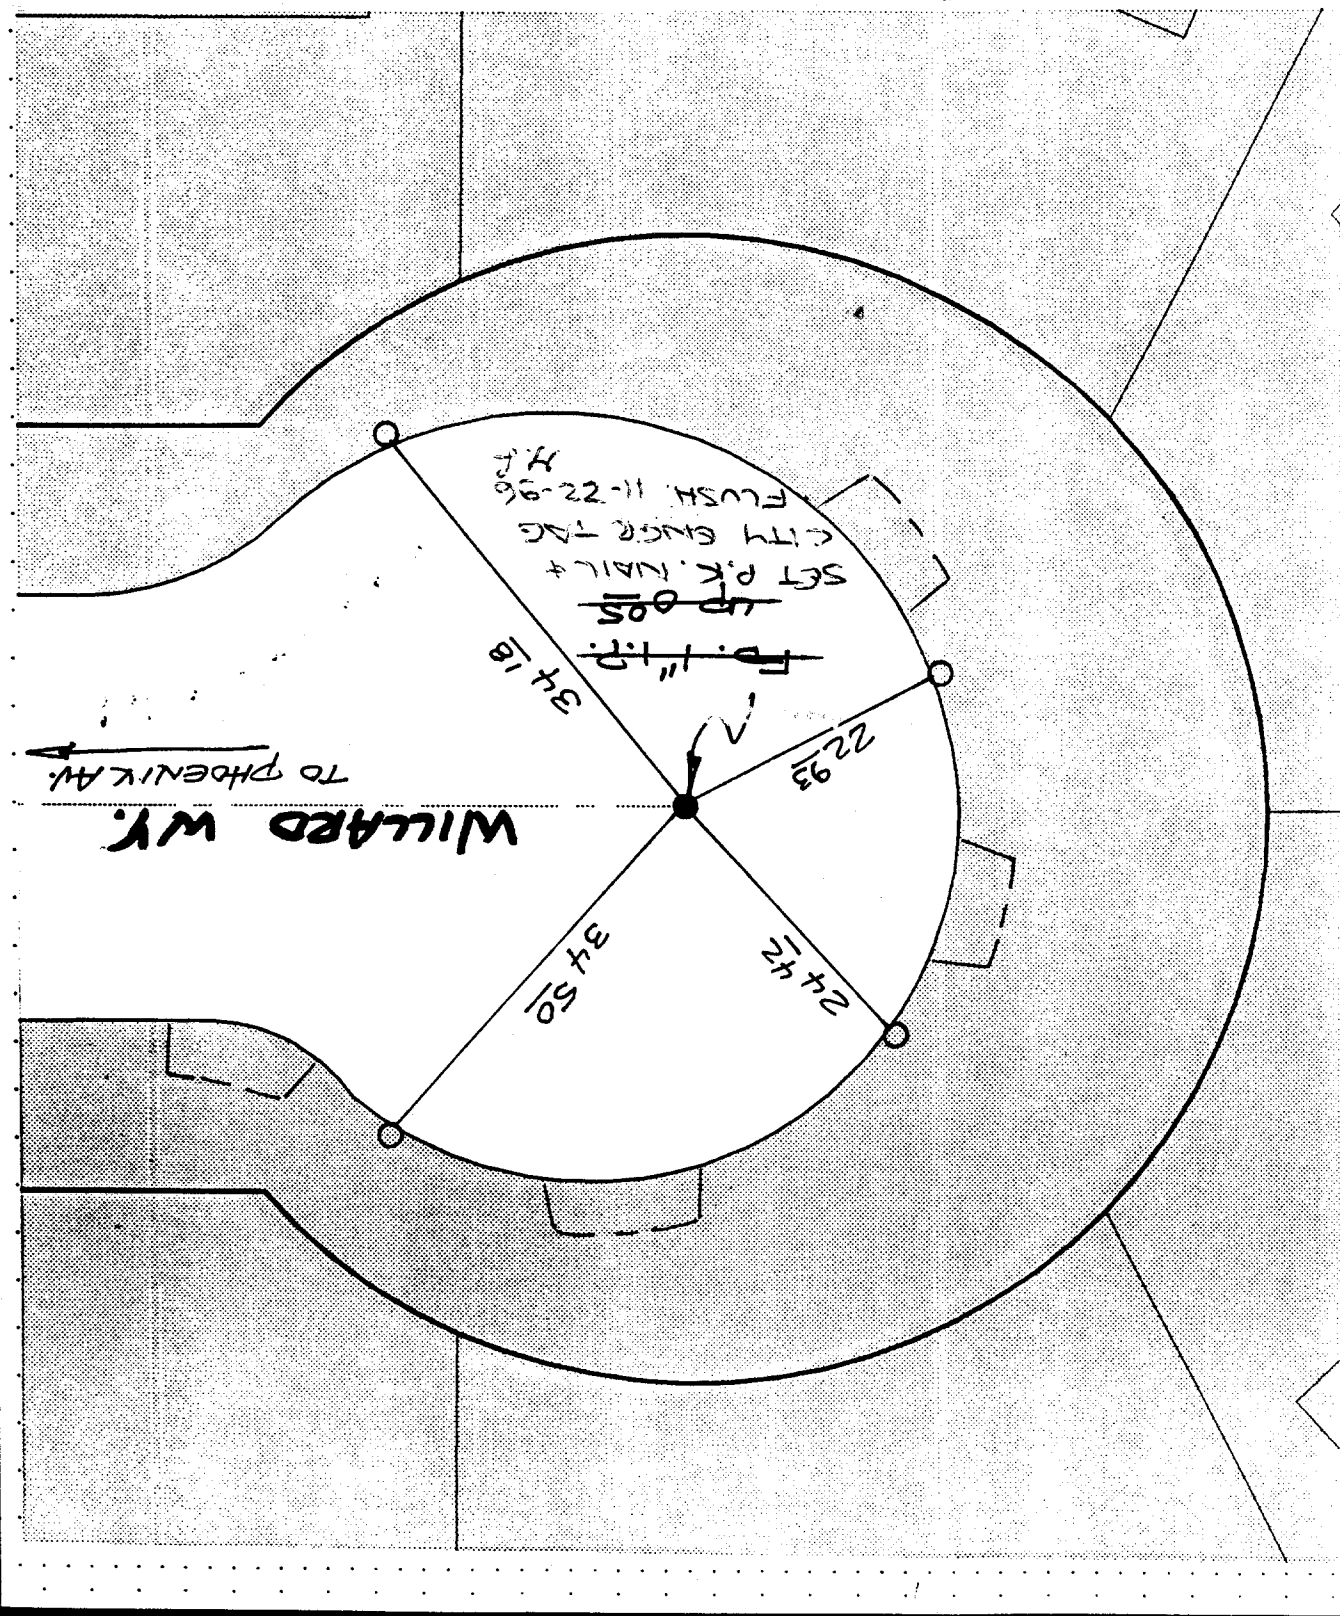 WILLARD WY.
TO PHOENIX AV.
FD. 1" I.P.
UP 0 05
SET P.K. NAIL &
CITY ENGR TAG
FLUSH. 11-22-96
34 50
24 42
34 18
22 93